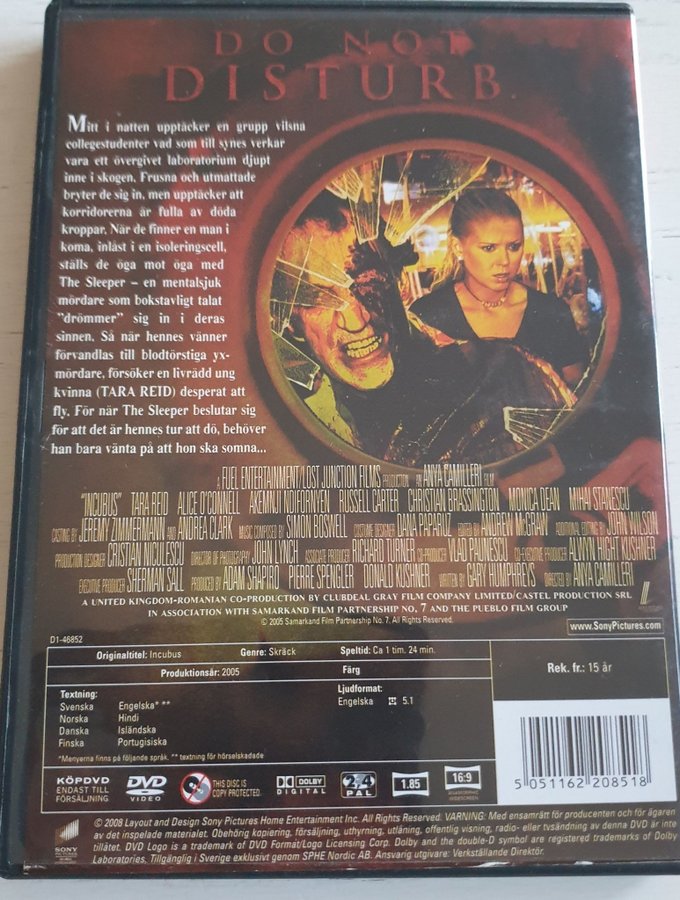 DO NOT
DISTURB.
Mitt i natten upptäcker en grupp vilsna
collegestudenter vad som till synes verkar
vara ett övergivet laboratorium djupt
inne i skogen. Frusna och utmattade
bryter de sig in, men upptäcker att
korridorerna är fulla av döda
kroppar. När de finner en man i
koma, inlåst i en isoleringscell,
ställs de öga mot öga med
The Sleeper – en mentalsjuk
mördare som bokstavligt talat
"drömmer" sig in i deras
sinnen. Så när hennes vänner
förvandlas till blodtörstiga yx-
mördare, försöker en livrädd ung
kvinna (TARA REID) desperat att
fly. För när The Sleeper beslutar sig
för att det är hennes tur att dö, behöver
han bara vänta på att hon ska somna...
A FUEL ENTERTAINMENT/LOST JUNCTION FILMS PRODUCTION AN ANYA CAMILLERI FILM
"INCUBUS" TARA REID ALICE O'CONNELL AKEMNJI NDIFORNYEN RUSSELL CARTER CHRISTIAN BRASSINGTON MONICA DEAN MIHAI STANESCU
CASTING BY JEREMY ZIMMERMANN AND ANDREA CLARK MUSIC COMPOSED BY SIMON BOSWELL COSTUME DESIGNER DANA PAPARUZ EDITED BY ANDREW McGRAW ADDITIONAL EDITING BY JOHN WILSON
PRODUCTION DESIGNER CRISTIAN NICULESCU DIRECTOR OF PHOTOGRAPHY JOHN LYNCH ASSOCIATE PRODUCER RICHARD TURNER CO-PRODUCER VLAD PAUNESCU CO-EXECUTIVE PRODUCER ALWYN HIGHT KUSHNER
EXECUTIVE PRODUCER SHERMAN SALL PRODUCED BY ADAM SHAPIRO PIERRE SPENGLER DONALD KUSHNER WRITTEN BY GARY HUMPHREYS DIRECTED BY ANYA CAMILLERI
A UNITED KINGDOM-ROMANIAN CO-PRODUCTION BY CLUBDEAL GRAY FILM COMPANY LIMITED/CASTEL PRODUCTION SRL
IN ASSOCIATION WITH SAMARKAND FILM PARTNERSHIP NO. 7 AND THE PUEBLO FILM GROUP
© 2005 Samarkand Film Partnership No. 7. All Rights Reserved.
www.SonyPictures.com
D1-46852
Originaltitel: Incubus Genre: Skräck Speltid: Ca 1 tim. 24 min.
Produktionsår: 2005 Färg
Rek. fr.: 15 år
Textning: Ljudformat:
Svenska Engelska* ** Engelska 5.1
Norska Hindi
Danska Isländska
Finska Portugisiska
*Menyerna finns på följande språk. ** textning för hörselskadade
KÖPDVD
ENDAST TILL
FÖRSÄLJNING
DVD
VIDEO
THIS DISC IS
COPY PROTECTED.
DOLBY
DIGITAL
2,4
PAL
1.85
16:9
5 051162 208518
© 2008 Layout and Design Sony Pictures Home Entertainment Inc. All Rights Reserved. VARNING: Med ensamrätt för producenten och för ägaren
av det inspelade materialet. Obehörig kopiering, försäljning, uthyrning, utlåning, offentlig visning, radio- eller tvsändning av denna DVD är inte
tillåtet. DVD Logo is a trademark of DVD Format/Logo Licensing Corp. Dolby and the double-D symbol are registered trademarks of Dolby
Laboratories. Tillgänglig i Sverige exklusivt genom SPHE Nordic AB. Ansvarig utgivare: Verkställande Direktör.
SONY